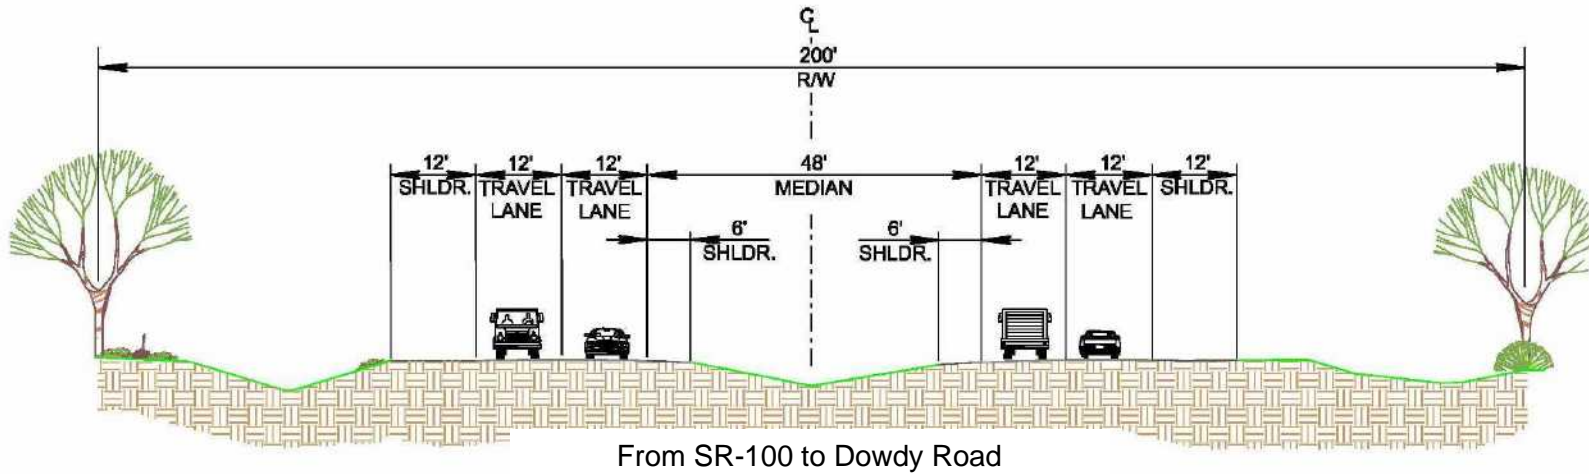 CL
200'
R/W
12' 12' 12' 48' 12' 12' 12'
SHLDR. TRAVEL TRAVEL MEDIAN TRAVEL TRAVEL SHLDR.
LANE LANE LANE LANE
6' 6'
SHLDR. SHLDR.
From SR-100 to Dowdy Road